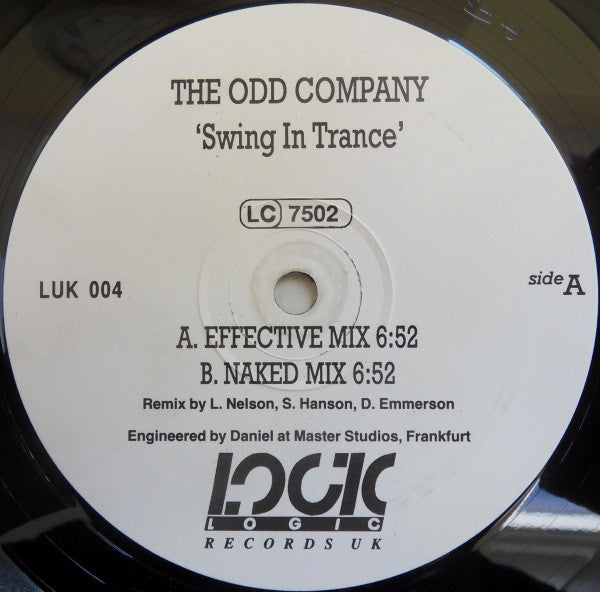 THE ODD COMPANY
'Swing In Trance'
LC 7502
LUK 004
side A
A. EFFECTIVE MIX 6:52
B. NAKED MIX 6:52
Remix by L. Nelson, S. Hanson, D. Emmerson
Engineered by Daniel at Master Studios, Frankfurt
LOGIC
LOGIC
RECORDS UK